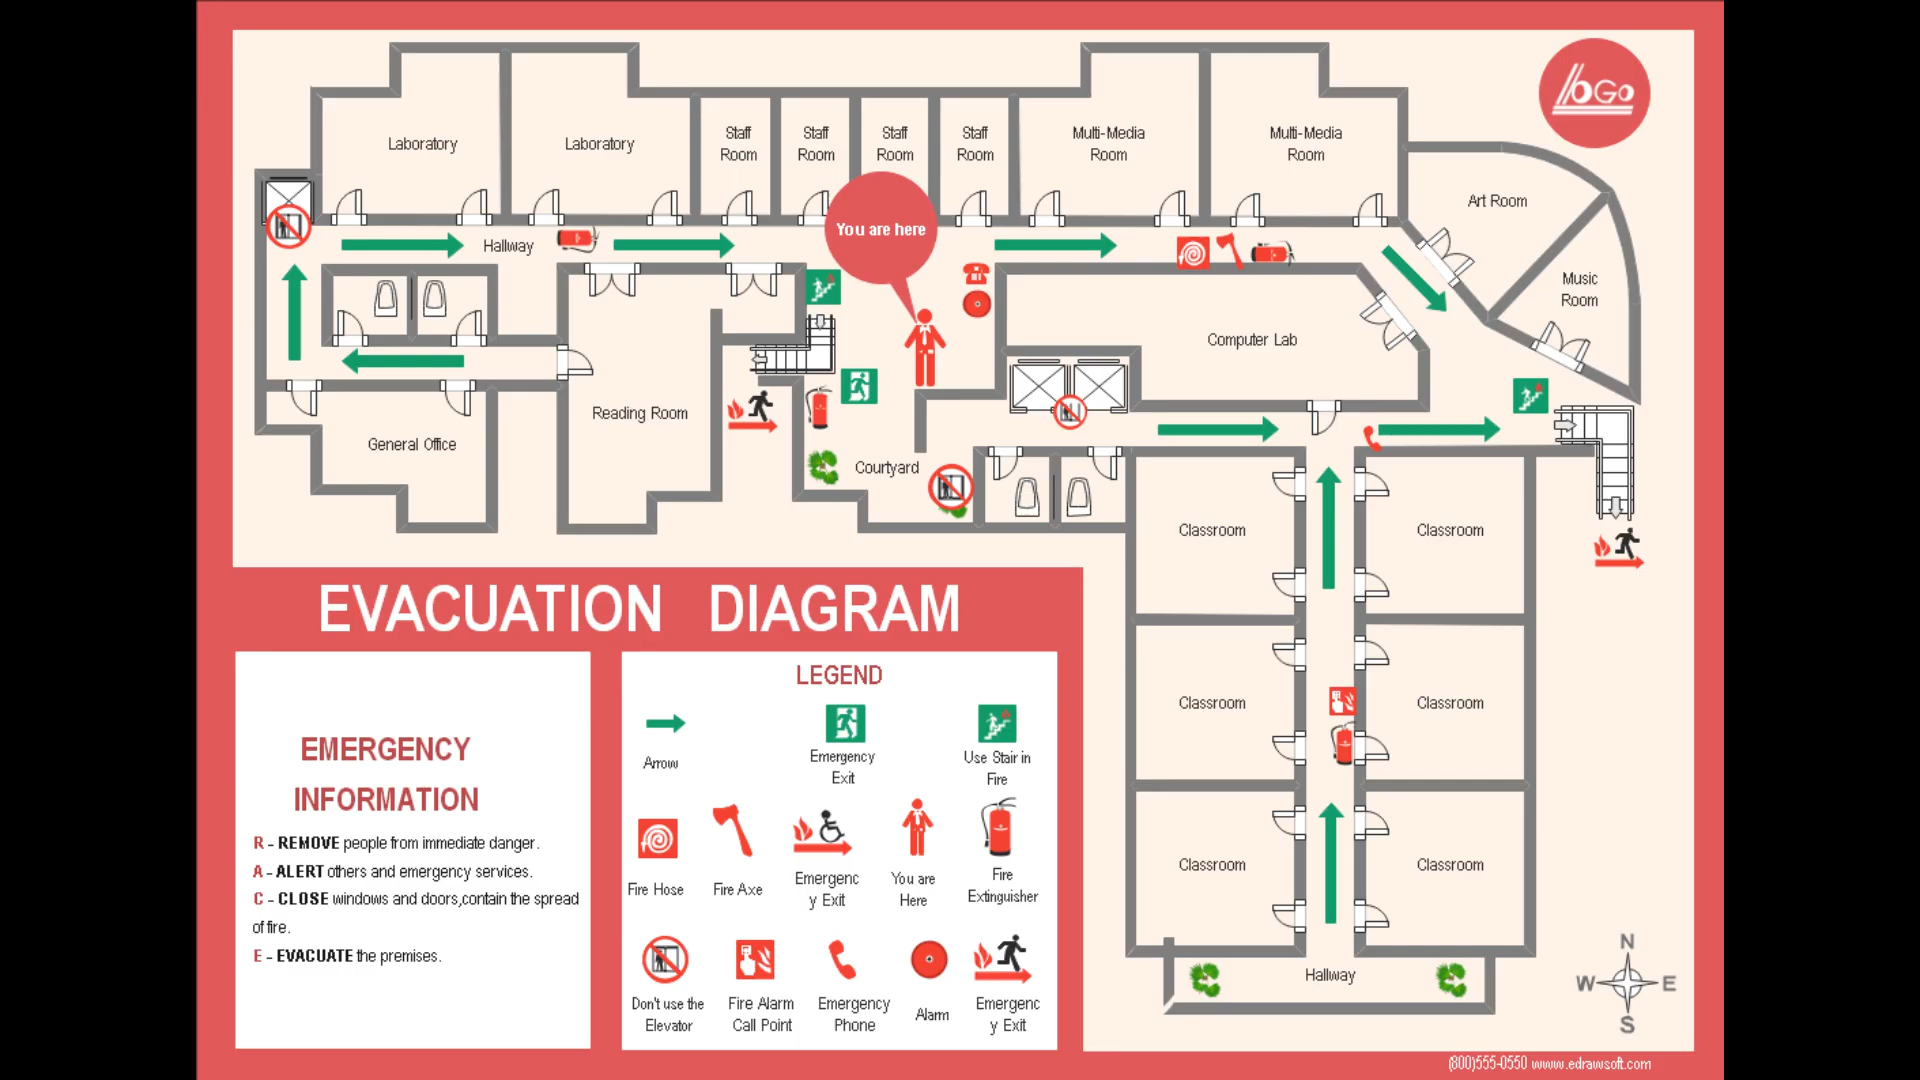 Laboratory
Laboratory
Staff
Room
Staff
Room
Staff
Room
Staff
Room
Multi-Media
Room
Multi-Media
Room
LOGO
Art Room
Music
Room
Hallway
You are here
Computer Lab
Reading Room
General Office
Courtyard
Classroom
Classroom
Classroom
Classroom
Classroom
Classroom
Hallway
EVACUATION DIAGRAM
EMERGENCY
INFORMATION
R - REMOVE people from immediate danger.
A - ALERT others and emergency services.
C - CLOSE windows and doors,contain the spread
of fire.
E - EVACUATE the premises.
LEGEND
Arrow
Emergency
Exit
Use Stair in
Fire
Fire Hose
Fire Axe
Emergenc
y Exit
You are
Here
Fire
Extinguisher
Don't use the
Elevator
Fire Alarm
Call Point
Emergency
Phone
Alarm
Emergenc
y Exit
N
W E
S
(800)555-0550 www.edrawsoft.com